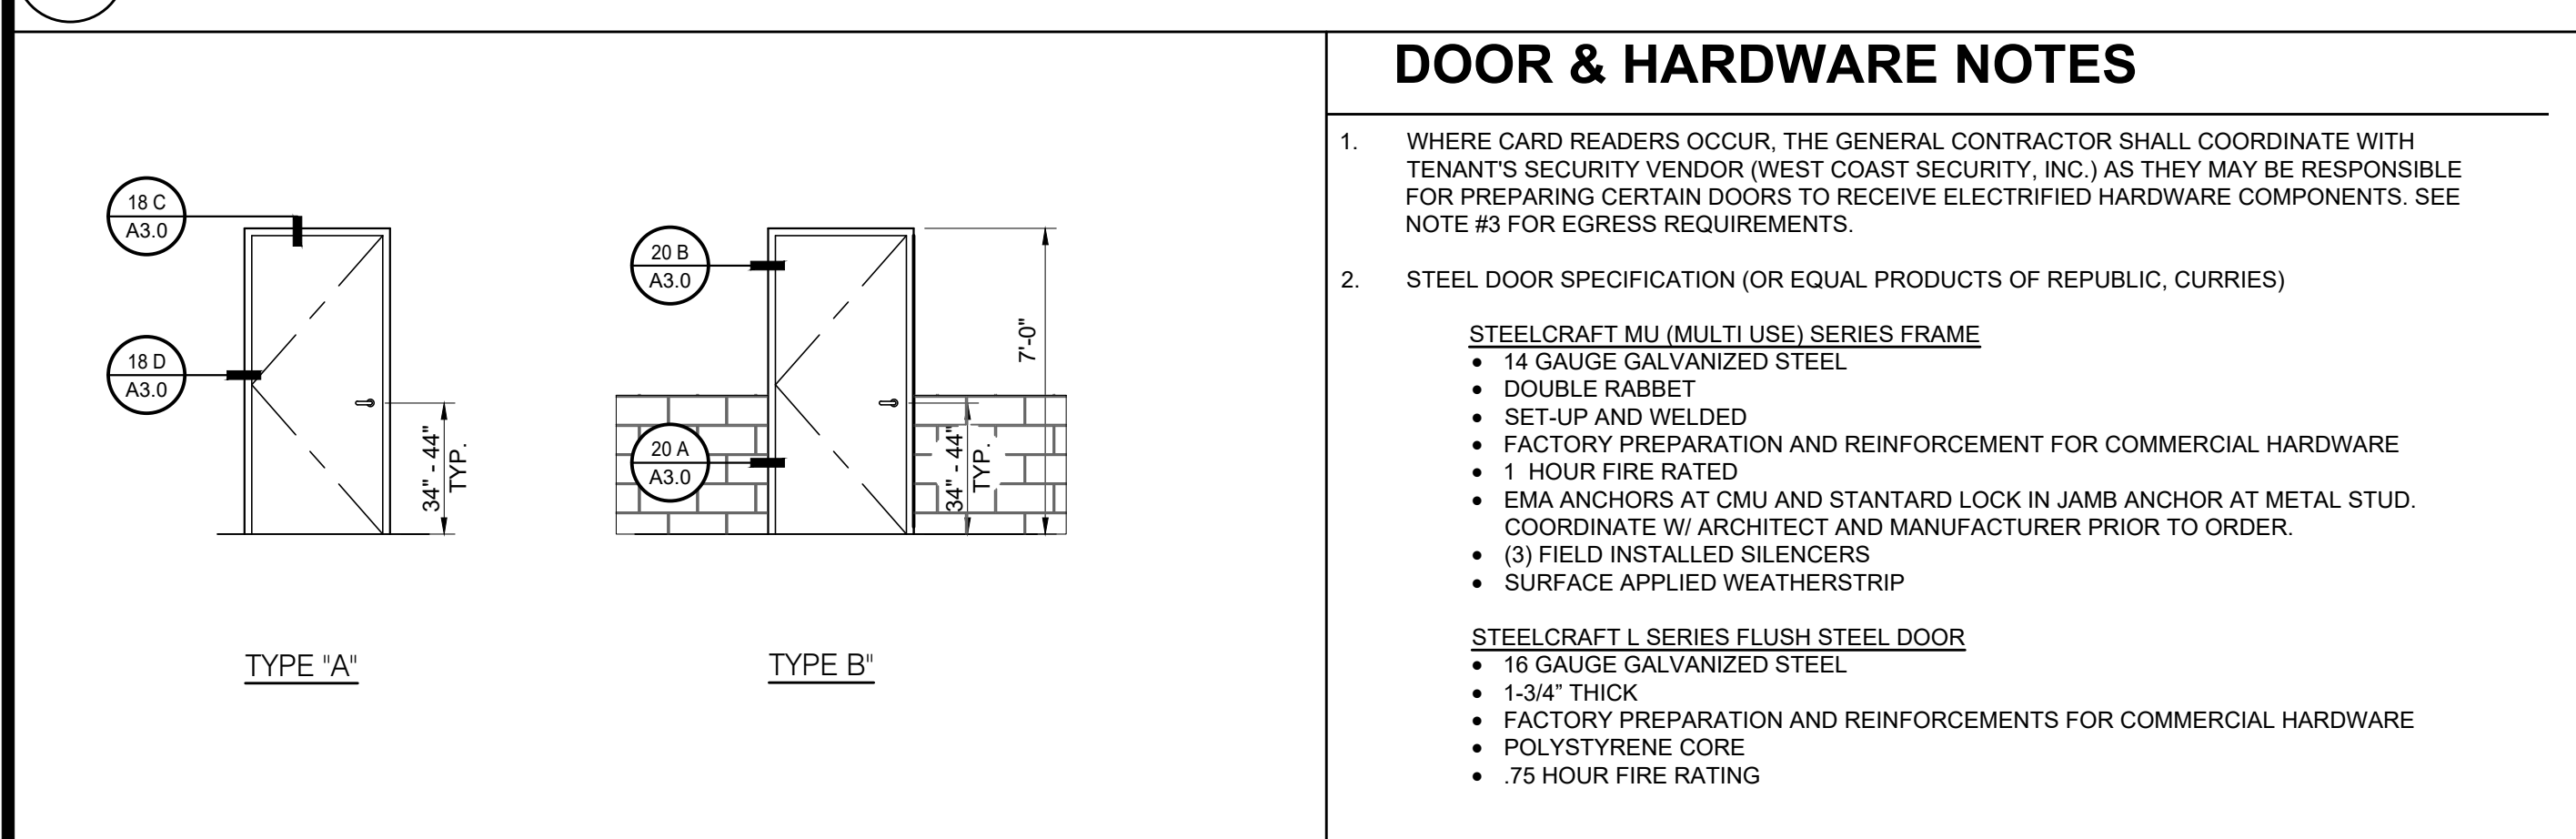 18 C
A3.0
18 D
A3.0
34" - 44"
TYP.
TYPE "A"
20 B
A3.0
20 A
A3.0
34" - 44"
TYP.
7'-0"
TYPE B"
DOOR & HARDWARE NOTES
1. WHERE CARD READERS OCCUR, THE GENERAL CONTRACTOR SHALL COORDINATE WITH
TENANT'S SECURITY VENDOR (WEST COAST SECURITY, INC.) AS THEY MAY BE RESPONSIBLE
FOR PREPARING CERTAIN DOORS TO RECEIVE ELECTRIFIED HARDWARE COMPONENTS. SEE
NOTE #3 FOR EGRESS REQUIREMENTS.
2. STEEL DOOR SPECIFICATION (OR EQUAL PRODUCTS OF REPUBLIC, CURRIES)
STEELCRAFT MU (MULTI USE) SERIES FRAME
• 14 GAUGE GALVANIZED STEEL
• DOUBLE RABBET
• SET-UP AND WELDED
• FACTORY PREPARATION AND REINFORCEMENT FOR COMMERCIAL HARDWARE
• 1 HOUR FIRE RATED
• EMA ANCHORS AT CMU AND STANTARD LOCK IN JAMB ANCHOR AT METAL STUD.
COORDINATE W/ ARCHITECT AND MANUFACTURER PRIOR TO ORDER.
• (3) FIELD INSTALLED SILENCERS
• SURFACE APPLIED WEATHERSTRIP
STEELCRAFT L SERIES FLUSH STEEL DOOR
• 16 GAUGE GALVANIZED STEEL
• 1-3/4” THICK
• FACTORY PREPARATION AND REINFORCEMENTS FOR COMMERCIAL HARDWARE
• POLYSTYRENE CORE
• .75 HOUR FIRE RATING